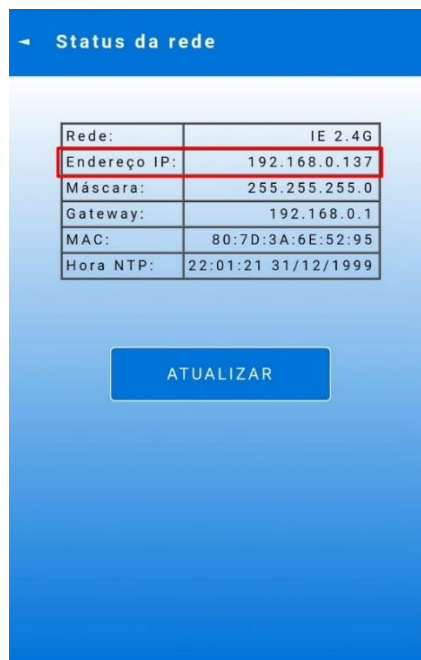 Status da rede
Rede: IE 2.4G
Endereço IP: 192.168.0.137
Máscara: 255.255.255.0
Gateway: 192.168.0.1
MAC: 80:7D:3A:6E:52:95
Hora NTP: 22:01:21 31/12/1999
ATUALIZAR